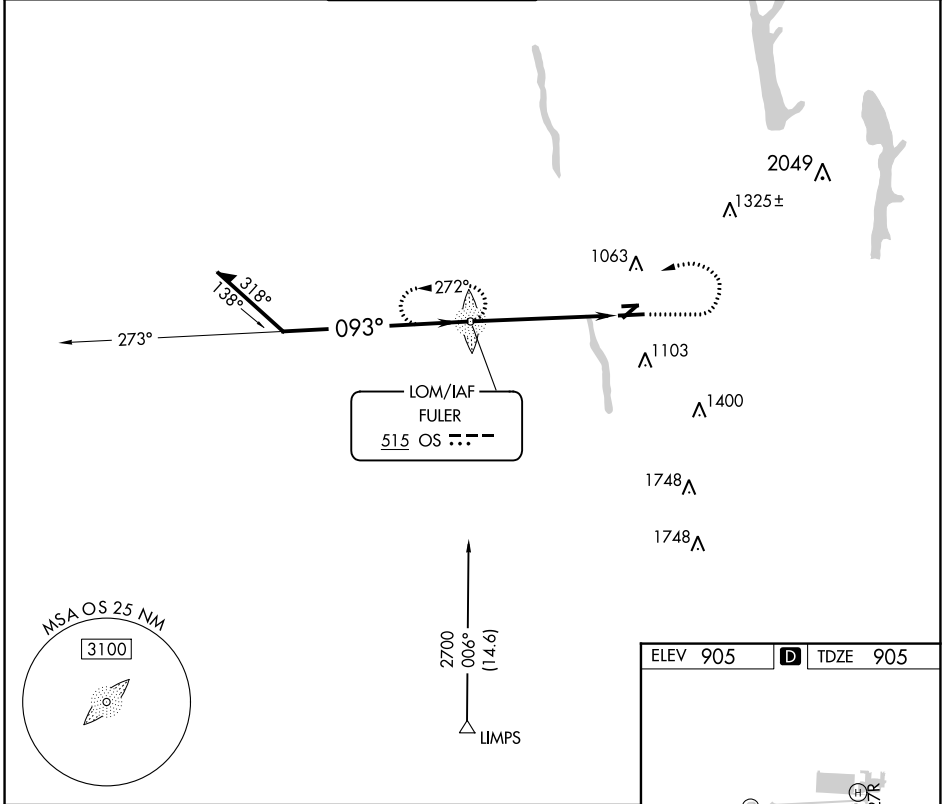 2049
1325±
1063
272°
318°
138°
093°
273°
1103
LOM/IAF
FULER
515 OS
1400
1748
1748
MSA OS 25 NM
3100
2700
006°
(14.6)
LIMPS
ELEV 905 D TDZE 905
H